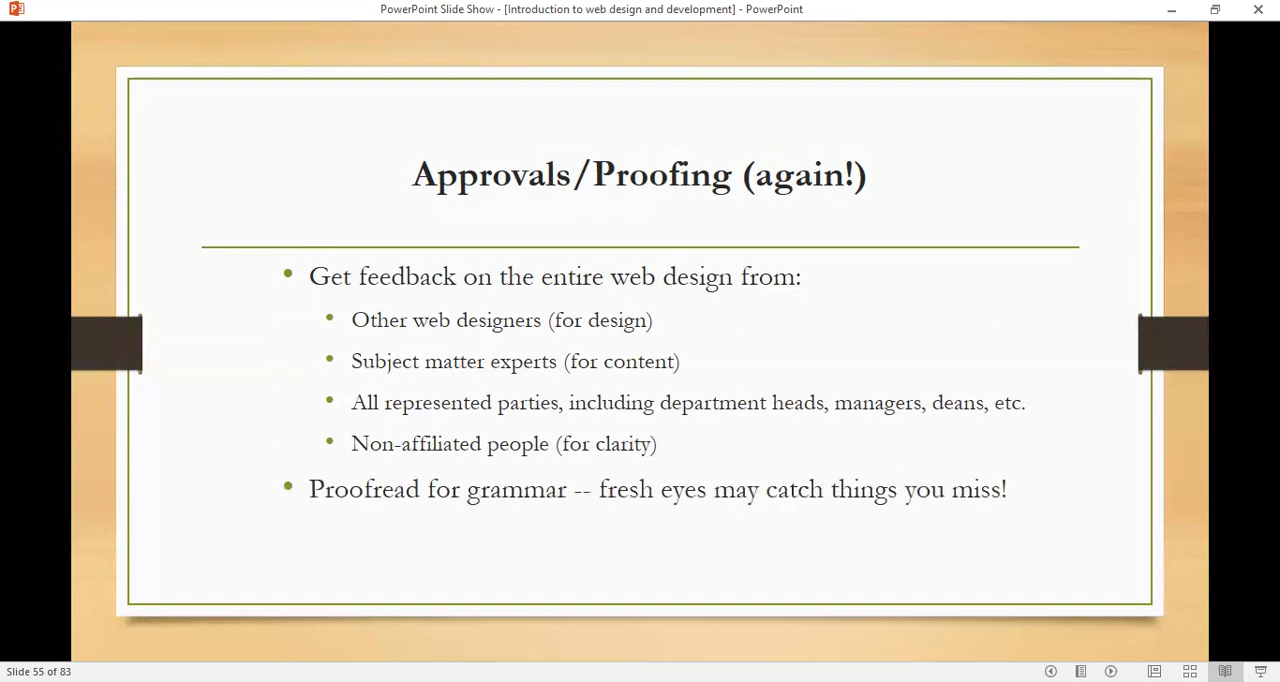 PowerPoint Slide Show - [Introduction to web design and development] - PowerPoint
Approvals/Proofing (again!)
• Get feedback on the entire web design from:
• Other web designers (for design)
• Subject matter experts (for content)
• All represented parties, including department heads, managers, deans, etc.
• Non-affiliated people (for clarity)
• Proofread for grammar -- fresh eyes may catch things you miss!
Slide 55 of 83